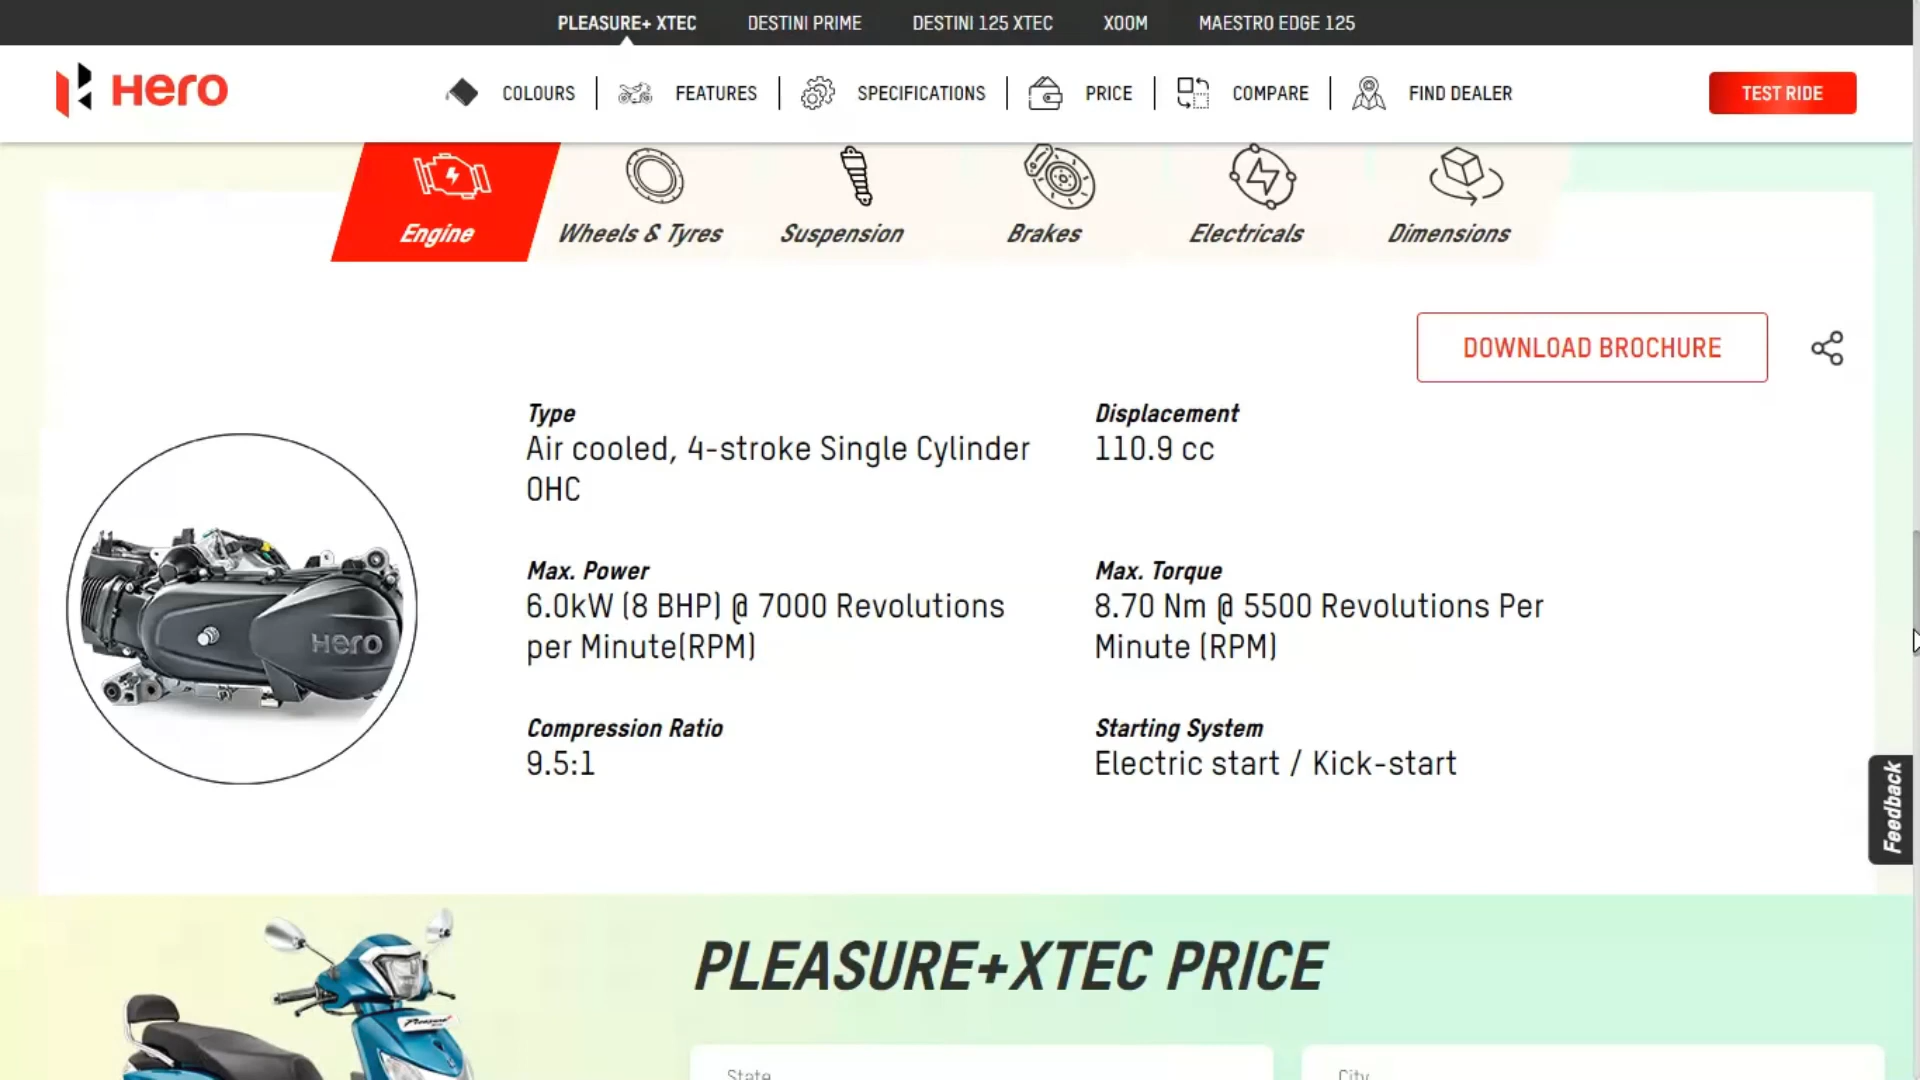 PLEASURE+ XTEC DESTINI PRIME DESTINI 125 XTEC XOOM MAESTRO EDGE 125
Hero COLOURS FEATURES SPECIFICATIONS PRICE COMPARE FIND DEALER TEST RIDE
Engine Wheels & Tyres Suspension Brakes Electricals Dimensions
DOWNLOAD BROCHURE
Type
Air cooled, 4-stroke Single Cylinder
OHC
Displacement
110.9 cc
Max. Power
6.0kW (8 BHP) @ 7000 Revolutions
per Minute(RPM)
Max. Torque
8.70 Nm @ 5500 Revolutions Per
Minute (RPM)
Hero
Compression Ratio
9.5:1
Starting System
Electric start / Kick-start
Feedback
PLEASURE+XTEC PRICE
Pleasure+
State
City